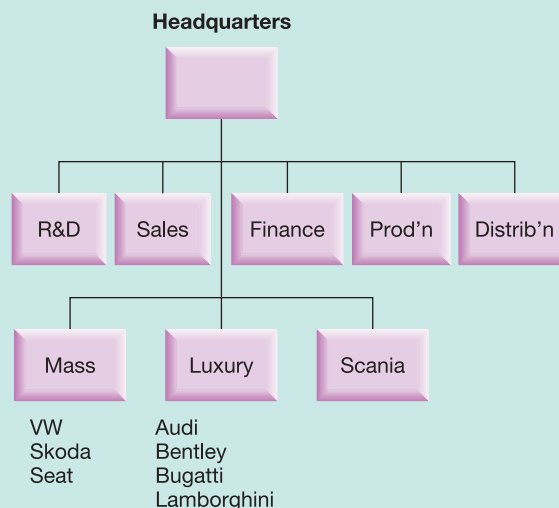 Headquarters
R&D
Sales
Finance
Prod’n
Distrib’n
Mass
Luxury
Scania
VW
Skoda
Seat
Audi
Bentley
Bugatti
Lamborghini